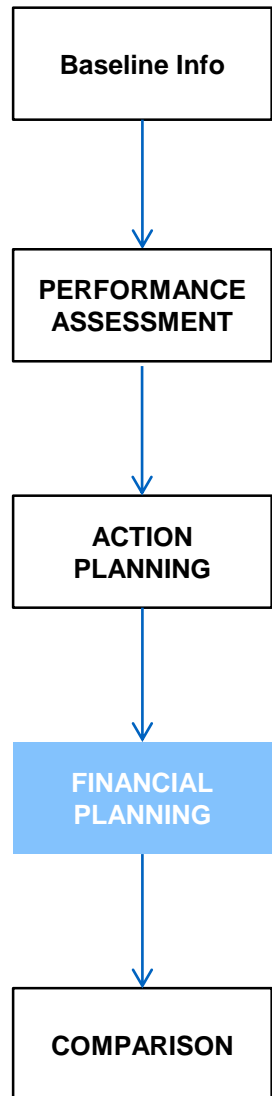 Baseline Info
PERFORMANCE
ASSESSMENT
ACTION
PLANNING
FINANCIAL
PLANNING
COMPARISON